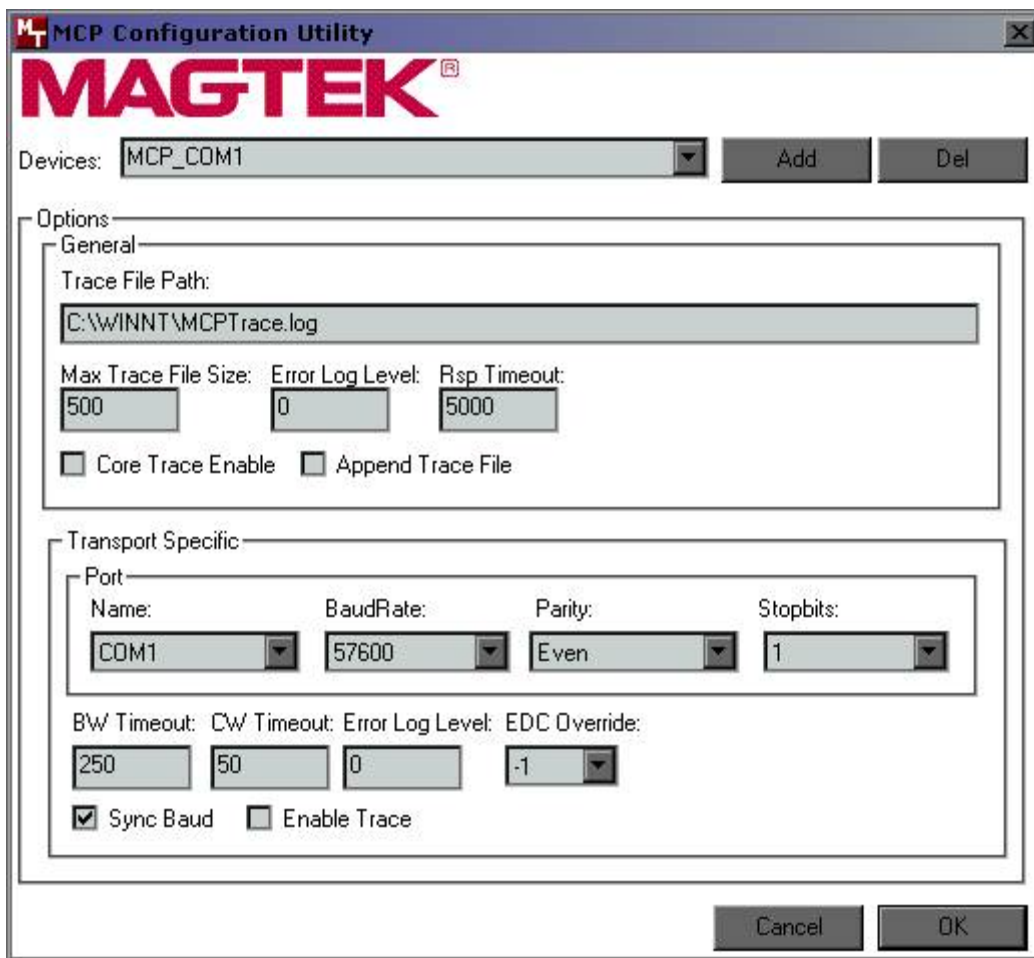 MT MCP Configuration Utility
MAGTEK®
Devices: MCP_COM1 Add Del
Options
General
Trace File Path:
C:\WINNT\MCPTrace.log
Max Trace File Size: Error Log Level: Rsp Timeout:
500 0 5000
Core Trace Enable Append Trace File
Transport Specific
Port
Name: BaudRate: Parity: Stopbits:
COM1 57600 Even 1
BW Timeout: CW Timeout: Error Log Level: EDC Override:
250 50 0 -1
Sync Baud Enable Trace
Cancel OK